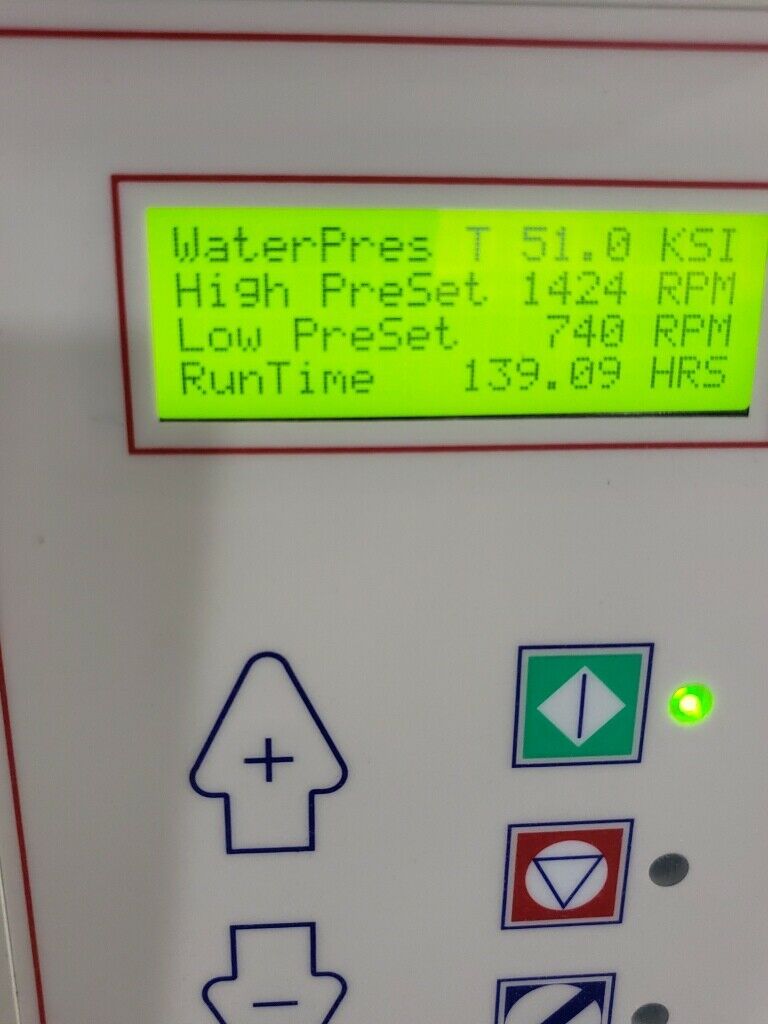 WaterPres T 51.0 KSI
High PreSet 1424 RPM
Low PreSet 740 RPM
RunTime 139.09 HRS
+
-